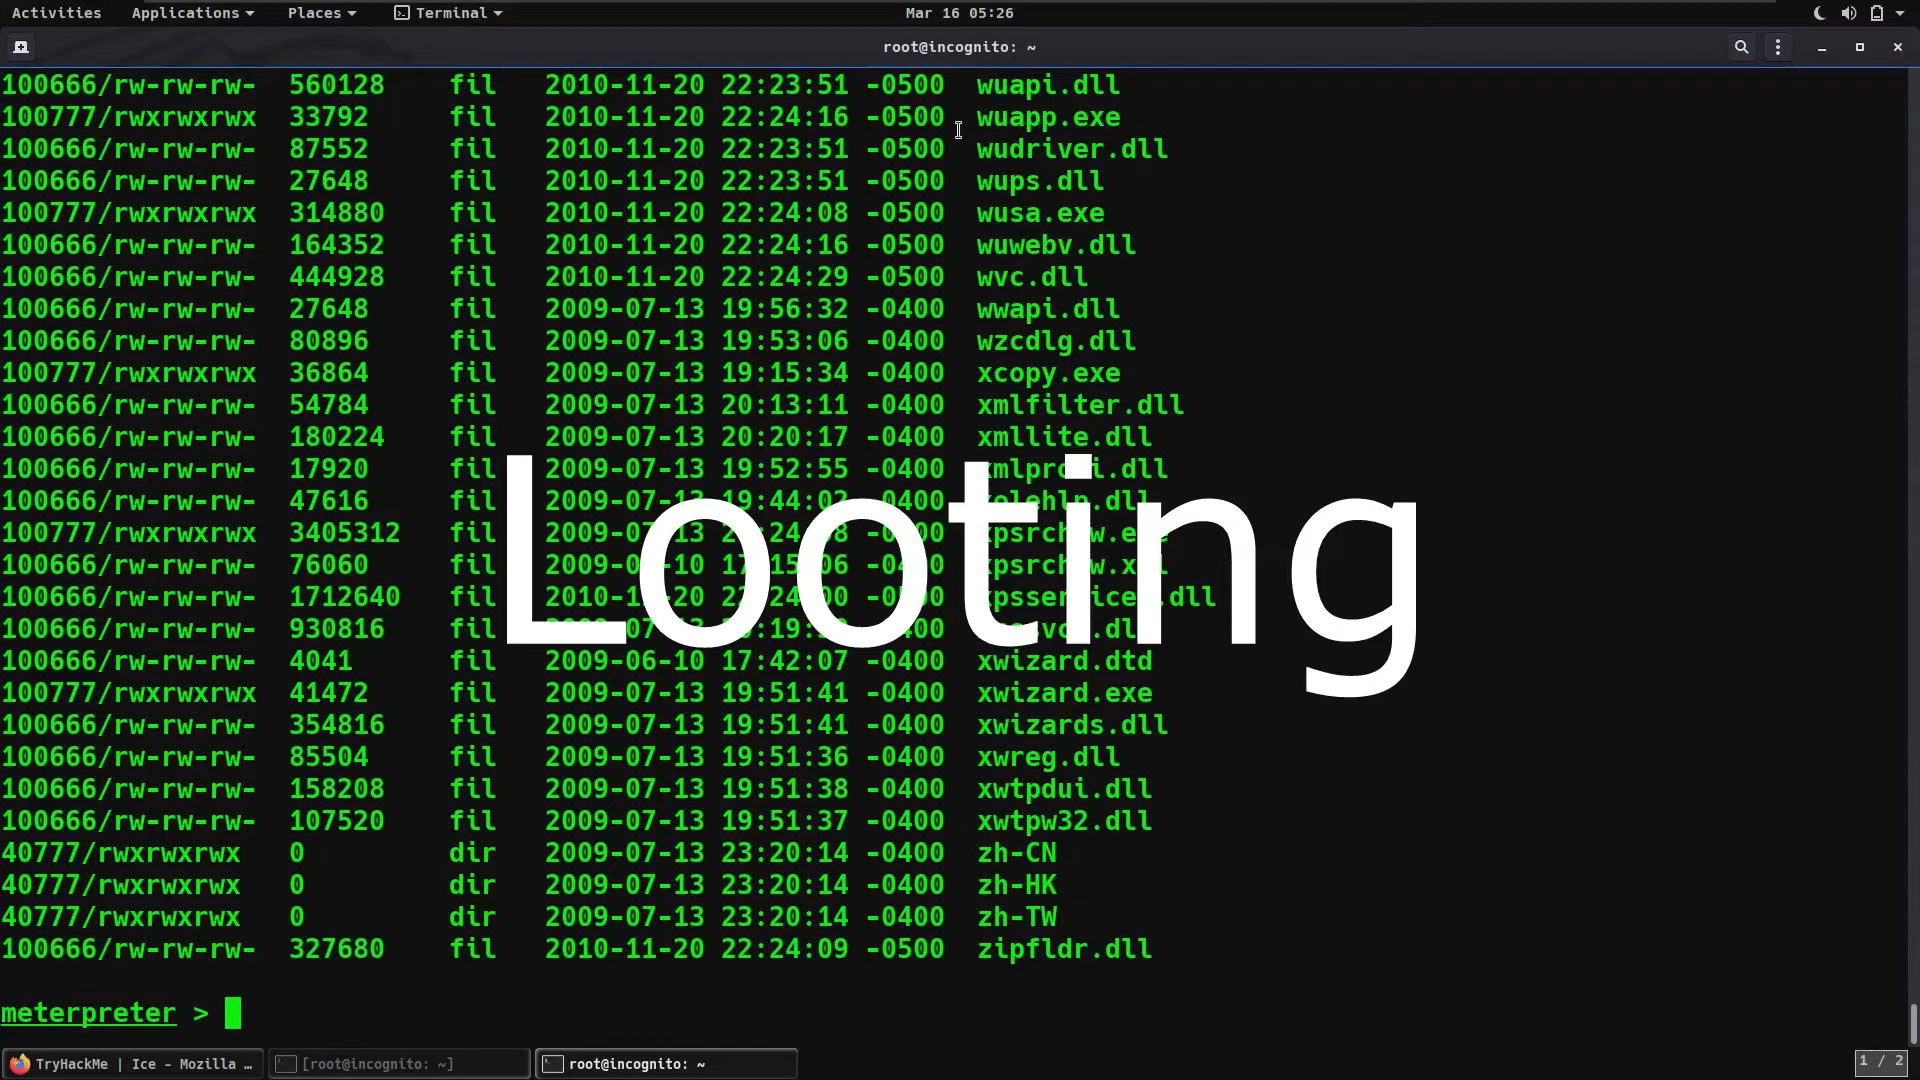 Activities Applications Places Terminal Mar 16 05:26
root@incognito: ~
100666/rw-rw-rw- 560128 fil 2010-11-20 22:23:51 -0500 wuapi.dll
100777/rwxrwxrwx 33792 fil 2010-11-20 22:24:16 -0500 wuapp.exe
100666/rw-rw-rw- 87552 fil 2010-11-20 22:23:51 -0500 wudriver.dll
100666/rw-rw-rw- 27648 fil 2010-11-20 22:23:51 -0500 wups.dll
100777/rwxrwxrwx 314880 fil 2010-11-20 22:24:08 -0500 wusa.exe
100666/rw-rw-rw- 164352 fil 2010-11-20 22:24:16 -0500 wuwebv.dll
100666/rw-rw-rw- 444928 fil 2010-11-20 22:24:29 -0500 wvc.dll
100666/rw-rw-rw- 27648 fil 2009-07-13 19:56:32 -0400 wwapi.dll
100666/rw-rw-rw- 80896 fil 2009-07-13 19:53:06 -0400 wzcdlg.dll
100777/rwxrwxrwx 36864 fil 2009-07-13 19:15:34 -0400 xcopy.exe
100666/rw-rw-rw- 54784 fil 2009-07-13 20:13:11 -0400 xmlfilter.dll
100666/rw-rw-rw- 180224 fil 2009-07-13 20:20:17 -0400 xmllite.dll
100666/rw-rw-rw- 17920 fil 2009-07-13 19:52:55 -0400
100666/rw-rw-rw- 47616 fil 19:44:02 -0400
100777/rwxrwxrwx 3405312 fil
100666/rw-rw-rw- 76060 fil
100666/rw-rw-rw- 1712640 fil
100666/rw-rw-rw- 930816 fil
Looting
100666/rw-rw-rw- 4041 fil 2009-06-10 17:42:07 -0400 xwizard.dtd
100777/rwxrwxrwx 41472 fil 2009-07-13 19:51:41 -0400 xwizard.exe
100666/rw-rw-rw- 354816 fil 2009-07-13 19:51:41 -0400 xwizards.dll
100666/rw-rw-rw- 85504 fil 2009-07-13 19:51:36 -0400 xwreg.dll
100666/rw-rw-rw- 158208 fil 2009-07-13 19:51:38 -0400 xwtpdui.dll
100666/rw-rw-rw- 107520 fil 2009-07-13 19:51:37 -0400 xwtpw32.dll
40777/rwxrwxrwx 0 dir 2009-07-13 23:20:14 -0400 zh-CN
40777/rwxrwxrwx 0 dir 2009-07-13 23:20:14 -0400 zh-HK
40777/rwxrwxrwx 0 dir 2009-07-13 23:20:14 -0400 zh-TW
100666/rw-rw-rw- 327680 fil 2010-11-20 22:24:09 -0500 zipfldr.dll
meterpreter >
TryHackMe | Ice - Mozilla … [root@incognito: ~] root@incognito: ~ 1 / 2